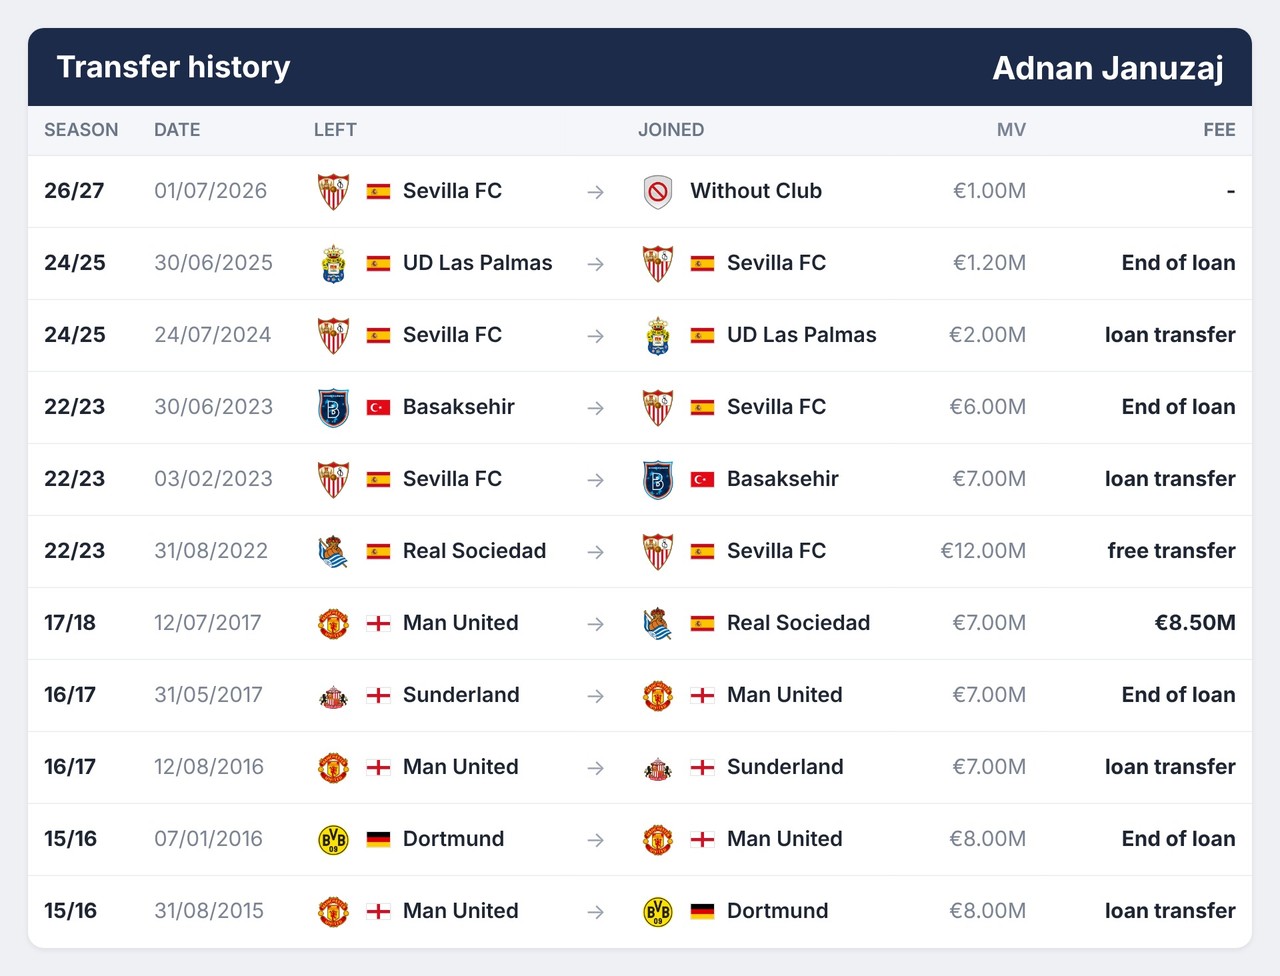 Transfer history Adnan Januzaj
SEASON DATE LEFT JOINED MV FEE
26/27 01/07/2026 Sevilla FC → Without Club €1.00M -
24/25 30/06/2025 UD Las Palmas → Sevilla FC €1.20M End of loan
24/25 24/07/2024 Sevilla FC → UD Las Palmas €2.00M loan transfer
22/23 30/06/2023 Basaksehir → Sevilla FC €6.00M End of loan
22/23 03/02/2023 Sevilla FC → Basaksehir €7.00M loan transfer
22/23 31/08/2022 Real Sociedad → Sevilla FC €12.00M free transfer
17/18 12/07/2017 Man United → Real Sociedad €7.00M €8.50M
16/17 31/05/2017 Sunderland → Man United €7.00M End of loan
16/17 12/08/2016 Man United → Sunderland €7.00M loan transfer
15/16 07/01/2016 BVB 09 Dortmund → Man United €8.00M End of loan
15/16 31/08/2015 Man United → BVB 09 Dortmund €8.00M loan transfer